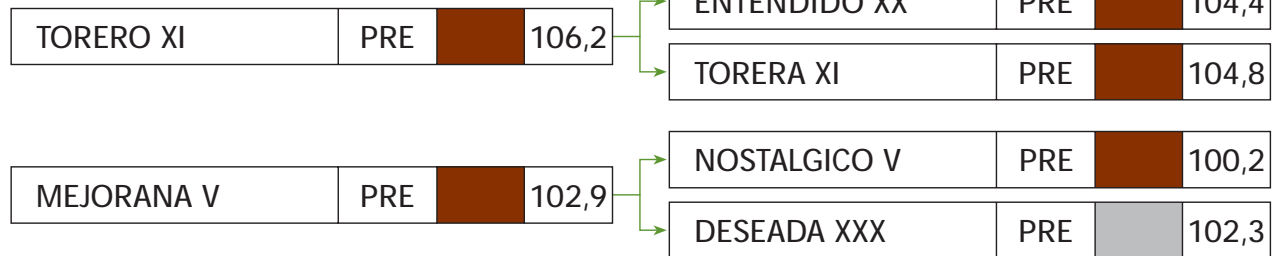 ENTENDIDO XX PRE 104,4
TORERO XI PRE 106,2
TORERA XI PRE 104,8
NOSTALGICO V PRE 100,2
MEJORANA V PRE 102,9
DESEADA XXX PRE 102,3